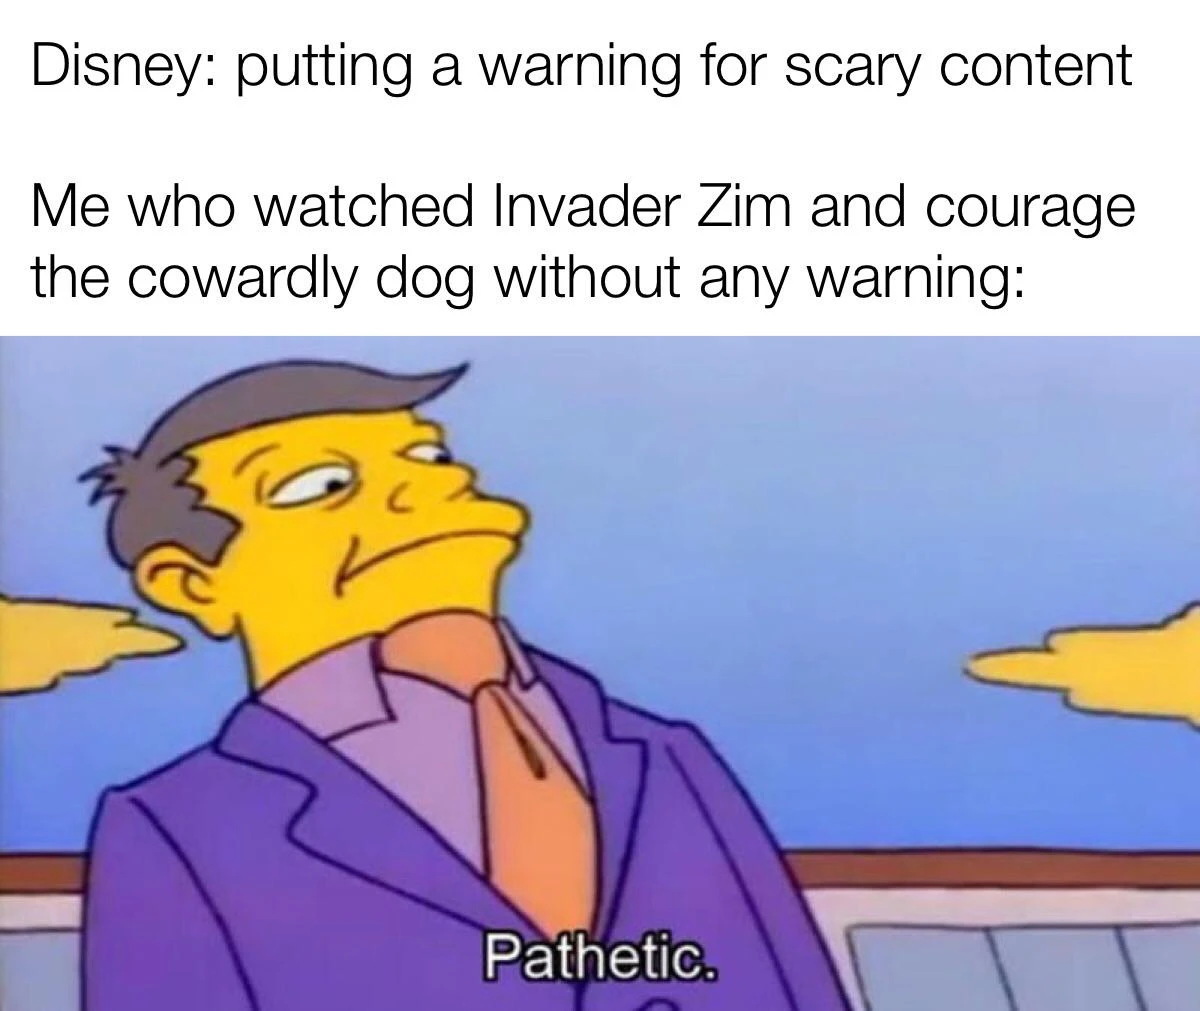 Disney: putting a warning for scary content
Me who watched Invader Zim and courage
the cowardly dog without any warning:
Pathetic.